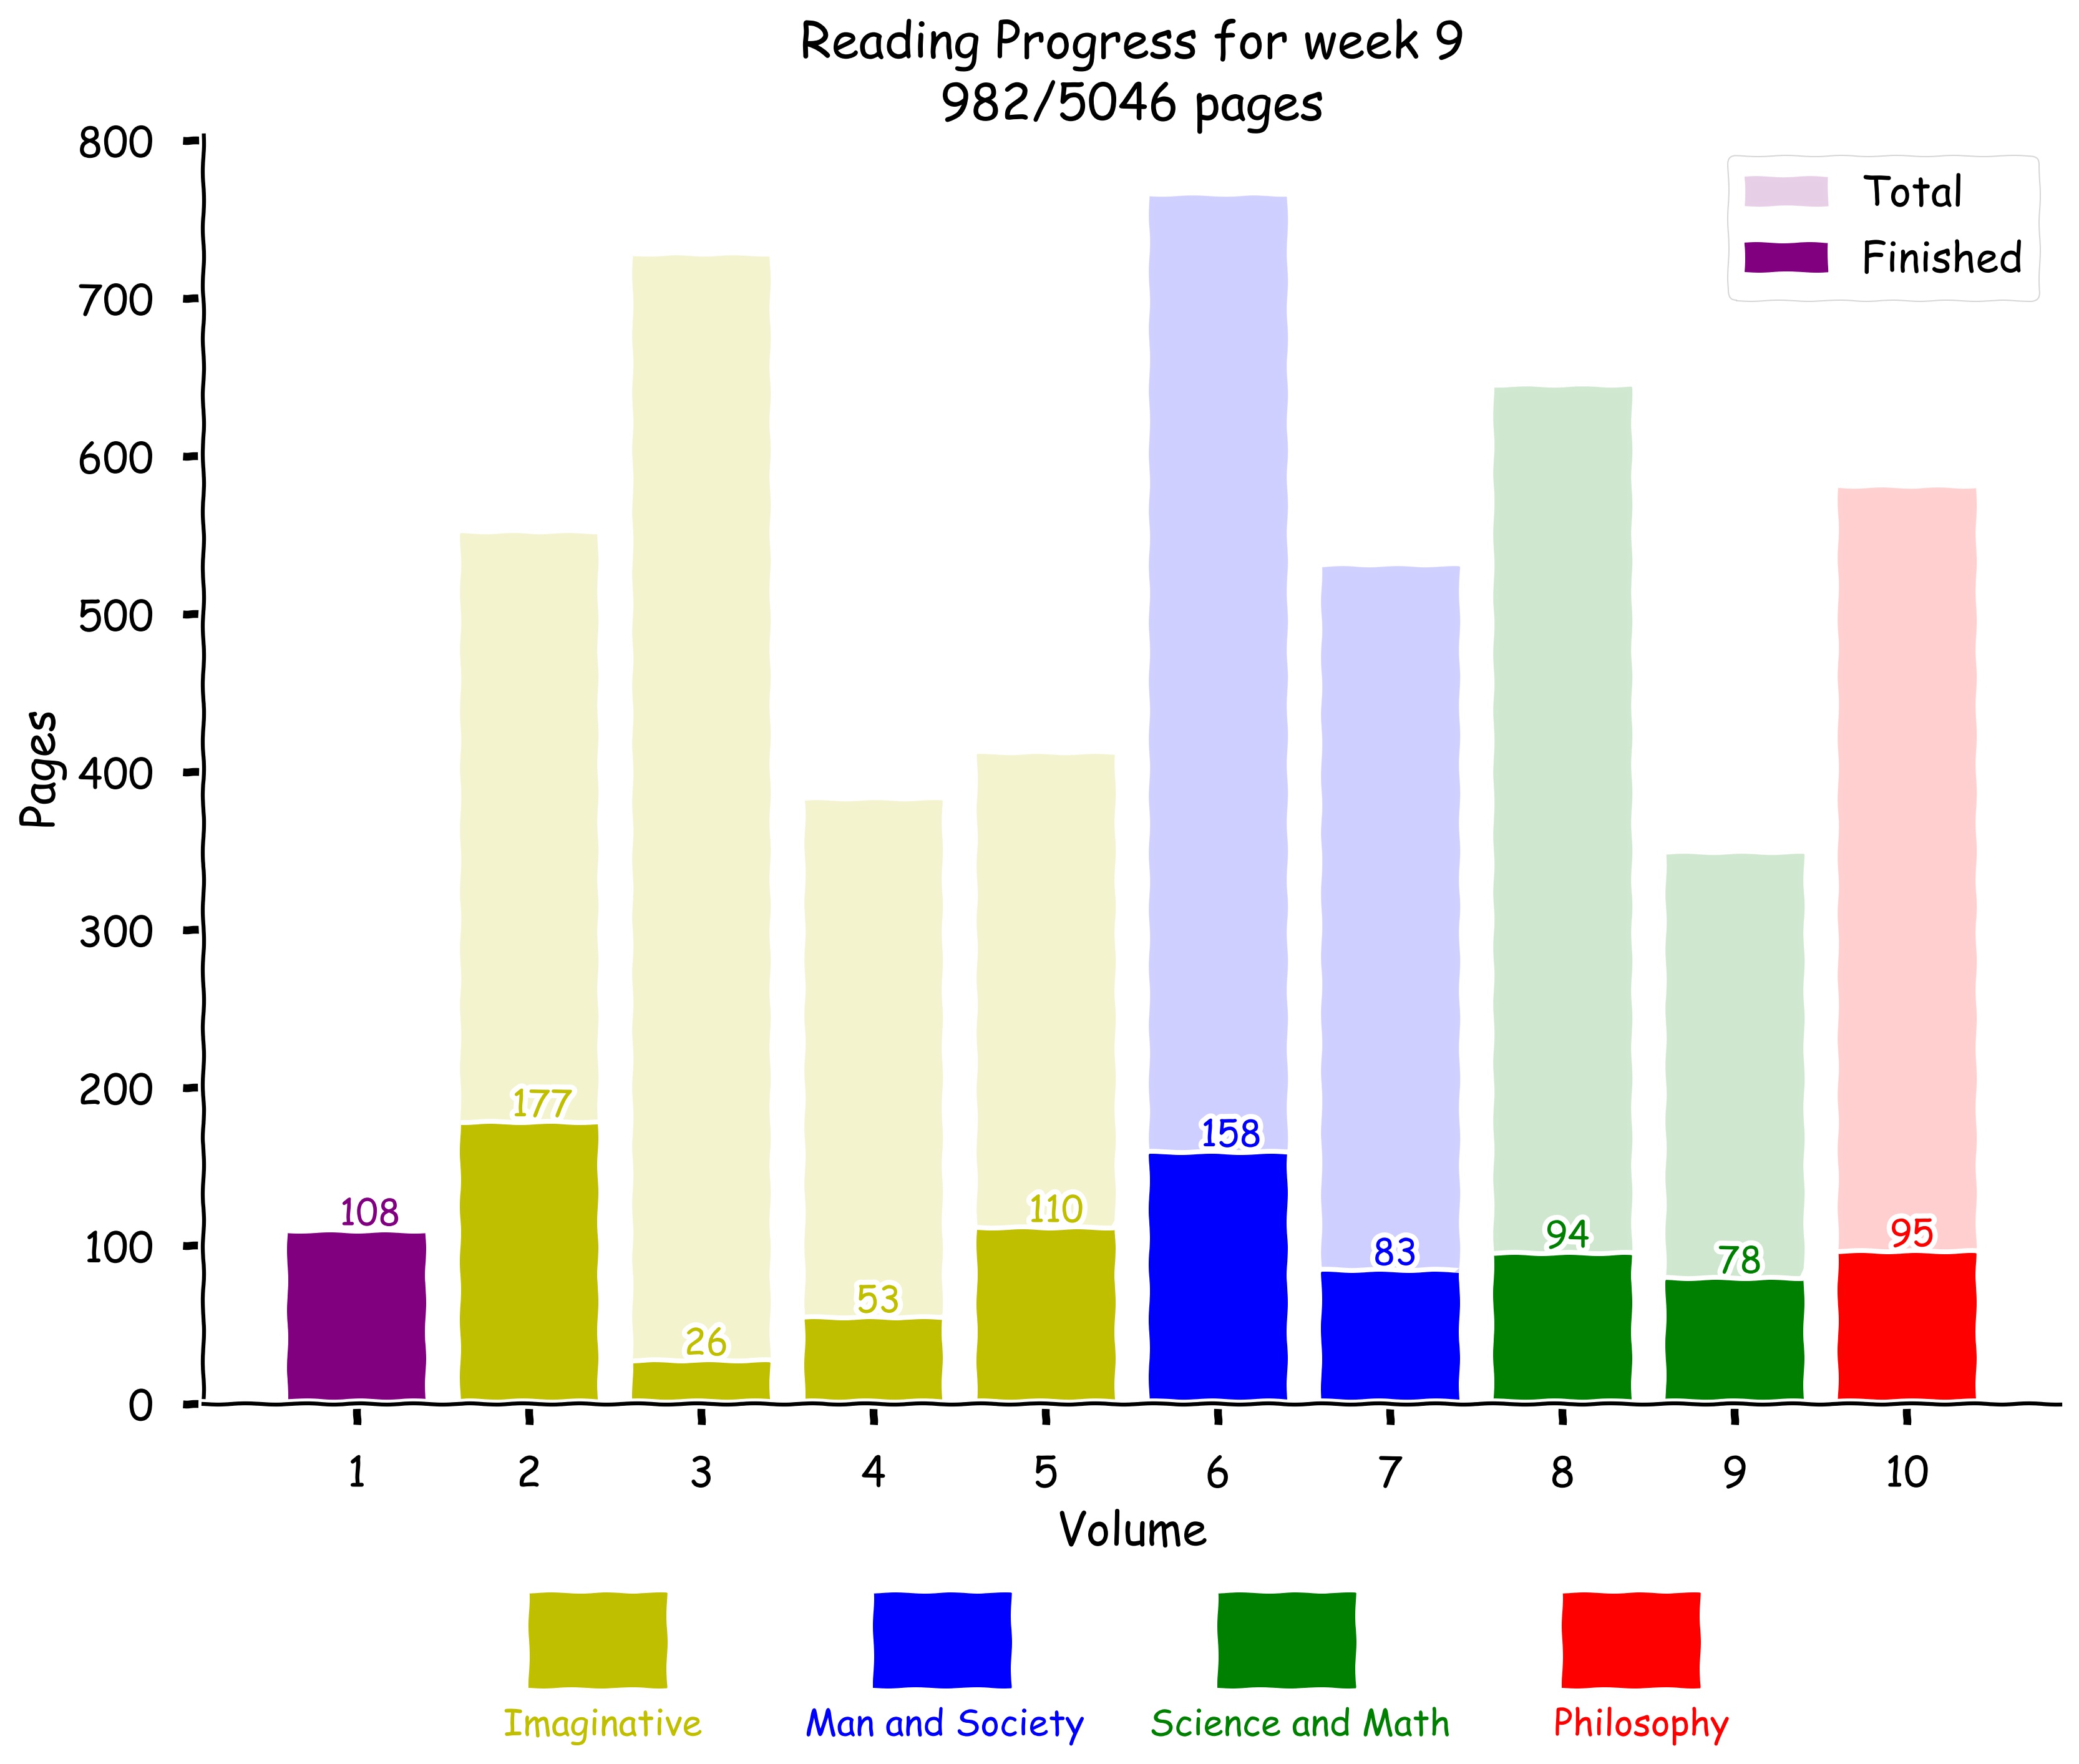 Reading Progress for week 9
982/5046 pages
Total
Finished
Pages
800
700
600
500
400
300
200
100
0
108
177
26
53
110
158
83
94
78
95
1 2 3 4 5 6 7 8 9 10
Volume
Imaginative
Man and Society
Science and Math
Philosophy